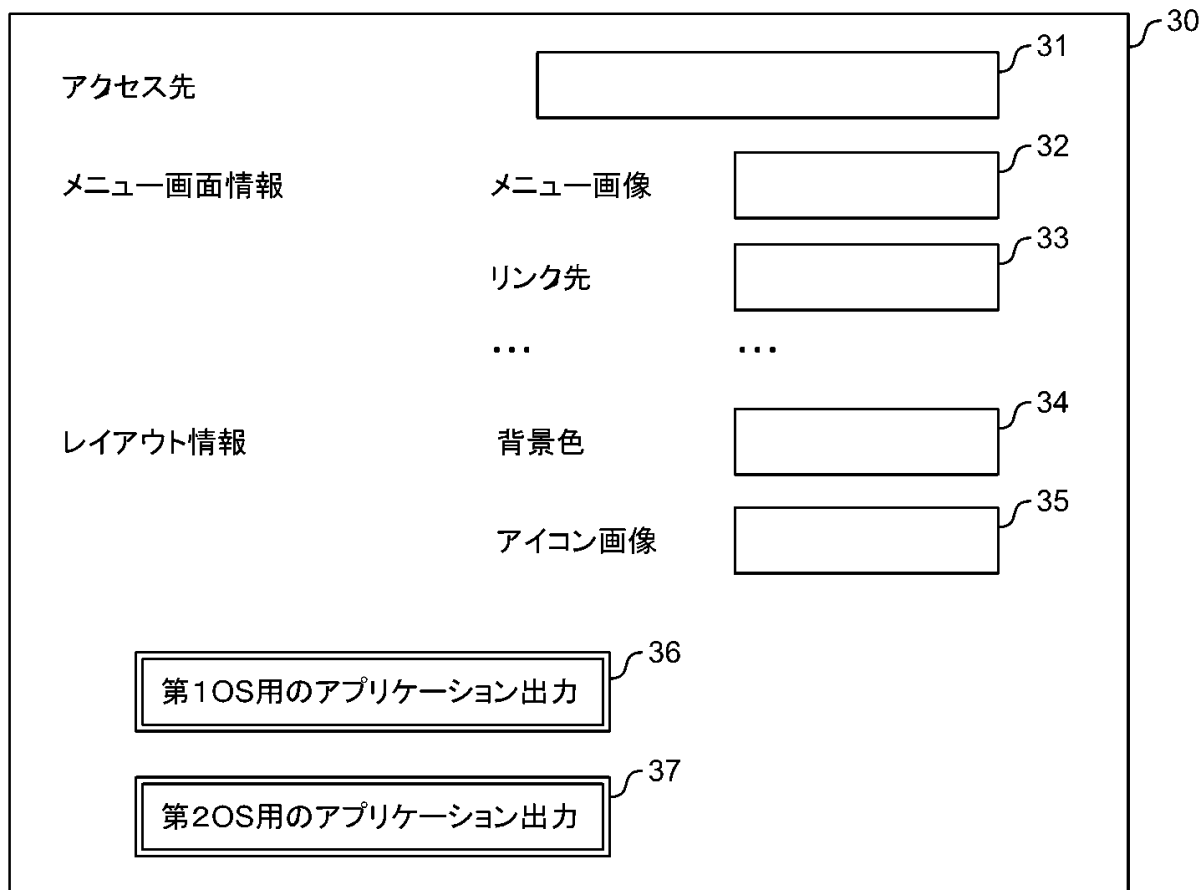 30
アクセス先 31
メニュー画面情報 メニュー画像 32
リンク先 33
... ...
レイアウト情報 背景色 34
アイコン画像 35
第1OS用のアプリケーション出力 36
第2OS用のアプリケーション出力 37